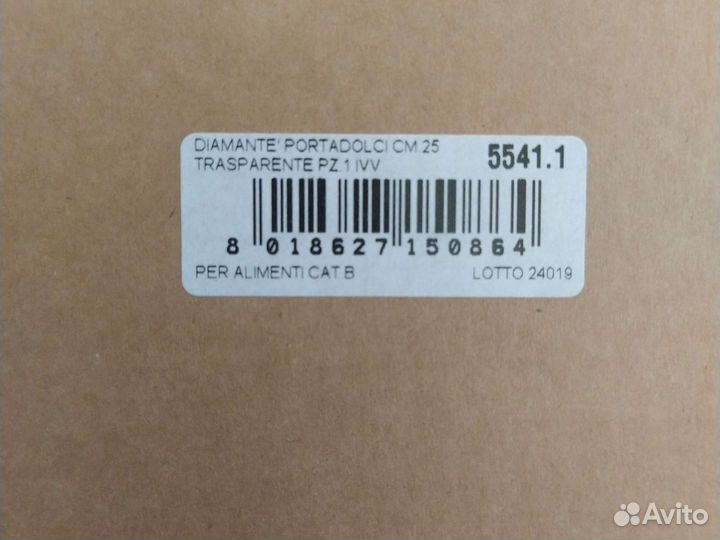 DIAMANTE' PORTADOLCI CM 25 5541.1
TRASPARENTE PZ 1 IVV
8 018627 150864
PER ALIMENTI CAT B LOTTO 24019
Avito